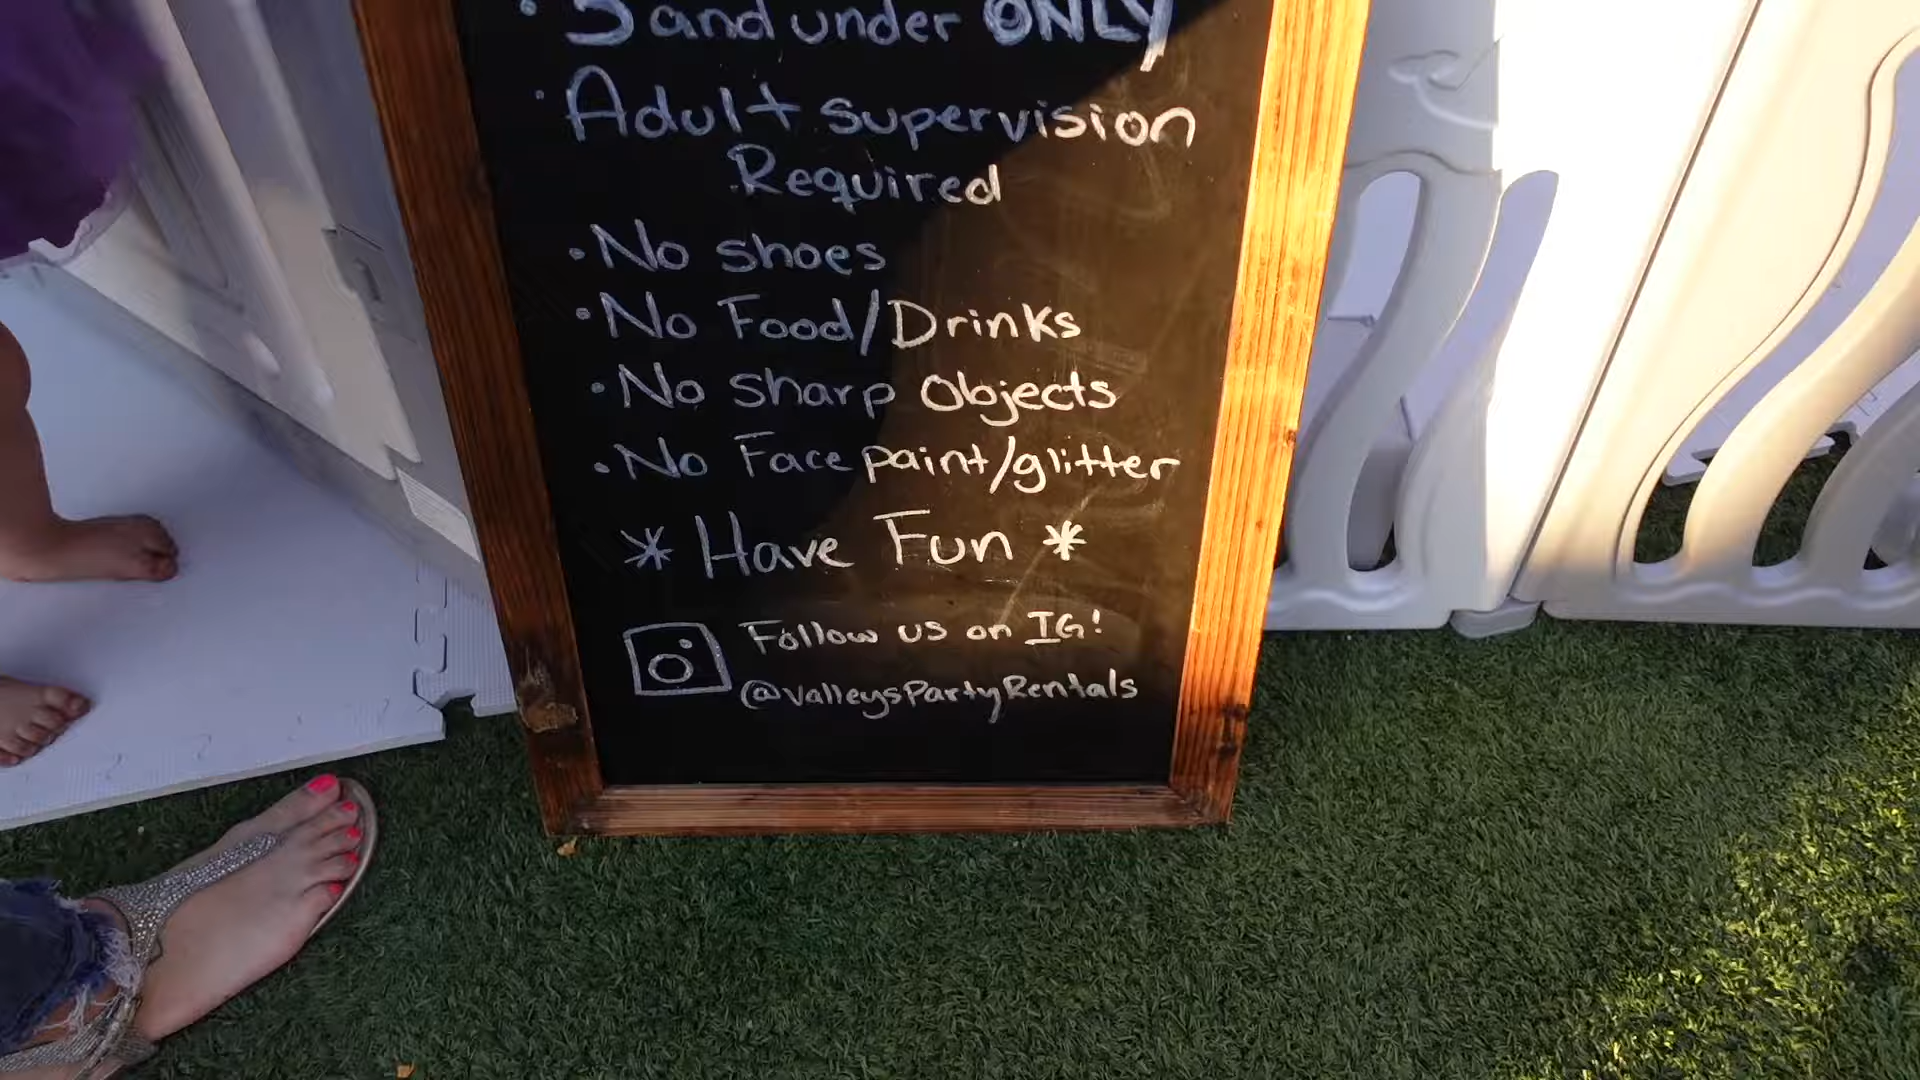 • 5 and under ONLY
• Adult supervision
Required
• No shoes
• No Food/Drinks
• No sharp Objects
• No Face paint/glitter
* Have Fun *
Follow us on IG!
@ValleysPartyRentals